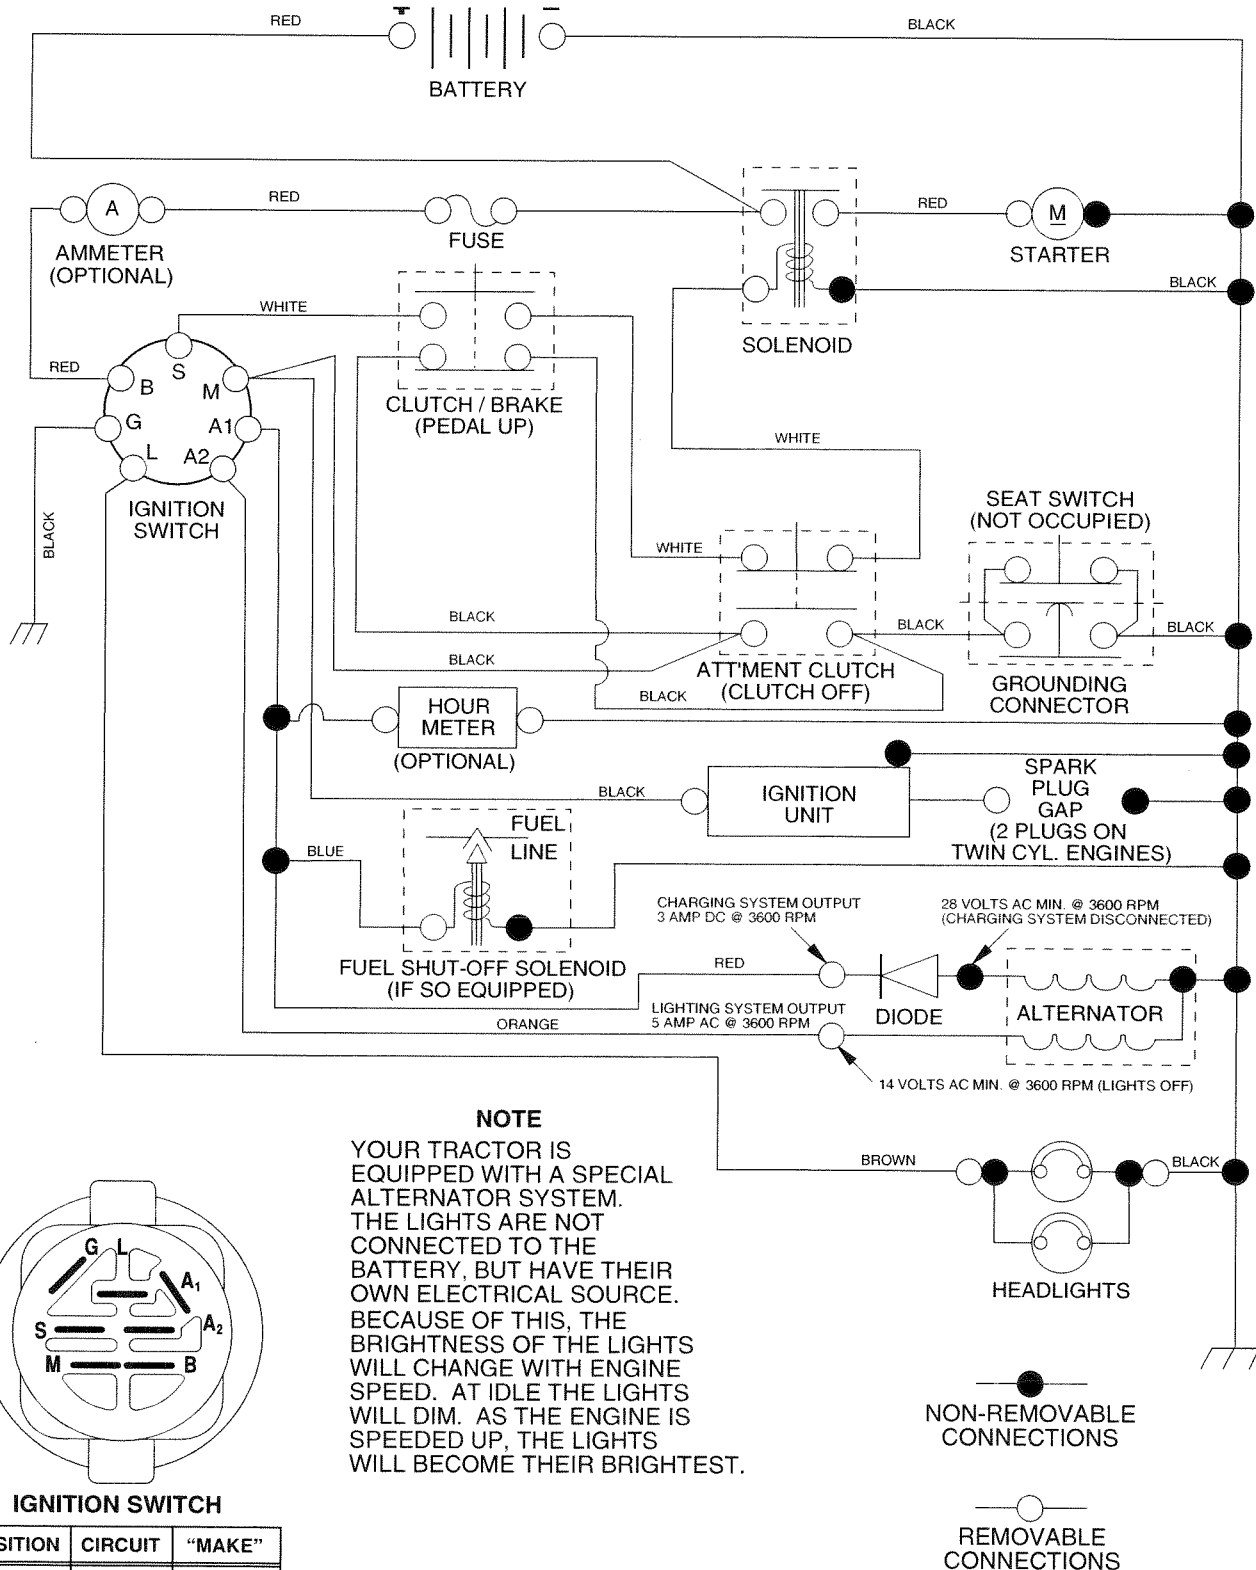 RED
+
−
BLACK
BATTERY
A
RED
RED
M
FUSE
STARTER
AMMETER
(OPTIONAL)
BLACK
WHITE
SOLENOID
S
RED
B
M
CLUTCH / BRAKE
(PEDAL UP)
G
A1
WHITE
L
A2
IGNITION
SWITCH
SEAT SWITCH
(NOT OCCUPIED)
BLACK
WHITE
BLACK
BLACK
BLACK
BLACK
ATT'MENT CLUTCH
(CLUTCH OFF)
BLACK
GROUNDING
CONNECTOR
HOUR
METER
(OPTIONAL)
SPARK
PLUG
GAP
(2 PLUGS ON
TWIN CYL. ENGINES)
BLACK
IGNITION
UNIT
FUEL
LINE
BLUE
CHARGING SYSTEM OUTPUT
3 AMP DC @ 3600 RPM
28 VOLTS AC MIN. @ 3600 RPM
(CHARGING SYSTEM DISCONNECTED)
FUEL SHUT-OFF SOLENOID
(IF SO EQUIPPED)
RED
DIODE
ALTERNATOR
LIGHTING SYSTEM OUTPUT
5 AMP AC @ 3600 RPM
ORANGE
14 VOLTS AC MIN. @ 3600 RPM (LIGHTS OFF)
NOTE
YOUR TRACTOR IS
EQUIPPED WITH A SPECIAL
ALTERNATOR SYSTEM.
THE LIGHTS ARE NOT
CONNECTED TO THE
BATTERY, BUT HAVE THEIR
OWN ELECTRICAL SOURCE.
BECAUSE OF THIS, THE
BRIGHTNESS OF THE LIGHTS
WILL CHANGE WITH ENGINE
SPEED. AT IDLE THE LIGHTS
WILL DIM. AS THE ENGINE IS
SPEEDED UP, THE LIGHTS
WILL BECOME THEIR BRIGHTEST.
BROWN
BLACK
HEADLIGHTS
G L
A1
S
A2
M
B
IGNITION SWITCH
SITION CIRCUIT "MAKE"
NON-REMOVABLE
CONNECTIONS
REMOVABLE
CONNECTIONS